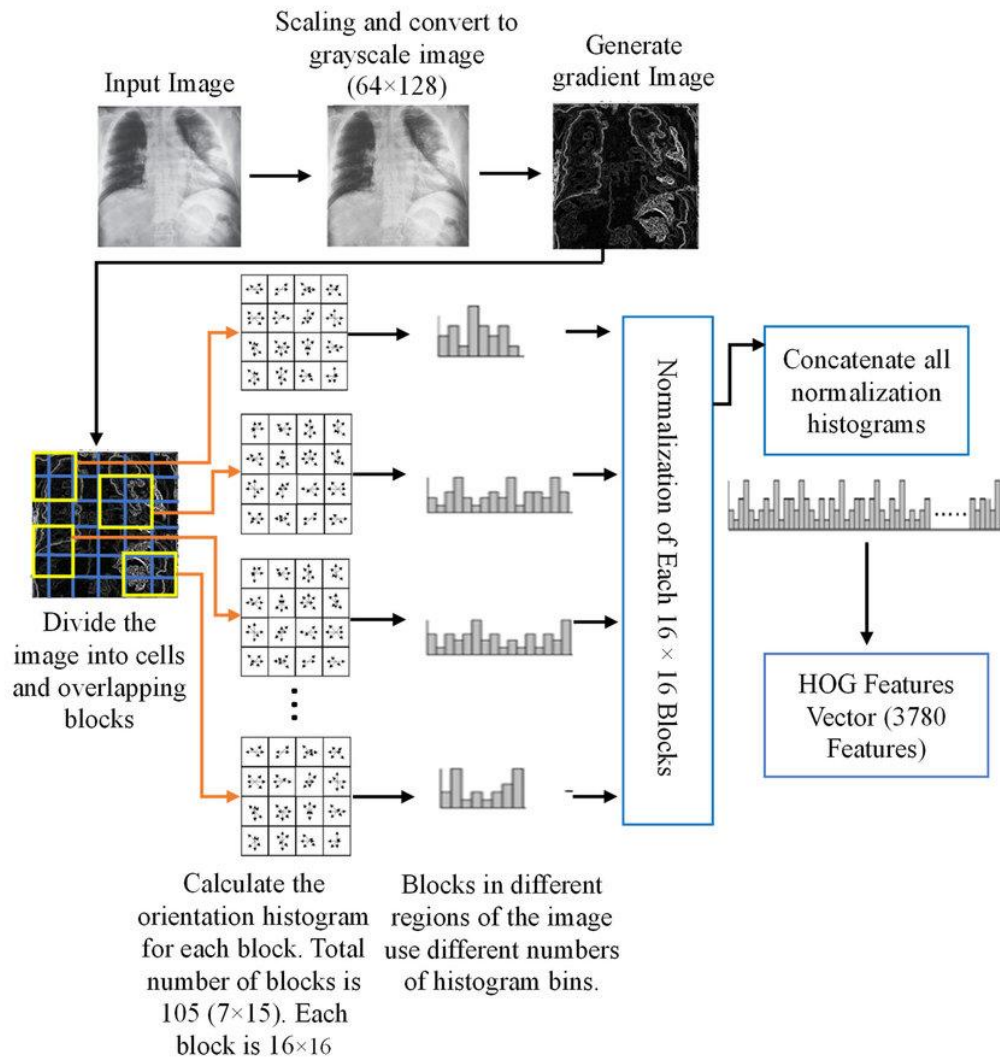 Input Image
Scaling and convert to
grayscale image
(64×128)
Generate
gradient Image
Divide the
image into cells
and overlapping
blocks
Calculate the
orientation histogram
for each block. Total
number of blocks is
105 (7×15). Each
block is 16×16
Blocks in different
regions of the image
use different numbers
of histogram bins.
Normalization of Each 16 × 16 Blocks
Concatenate all
normalization
histograms
HOG Features
Vector (3780
Features)